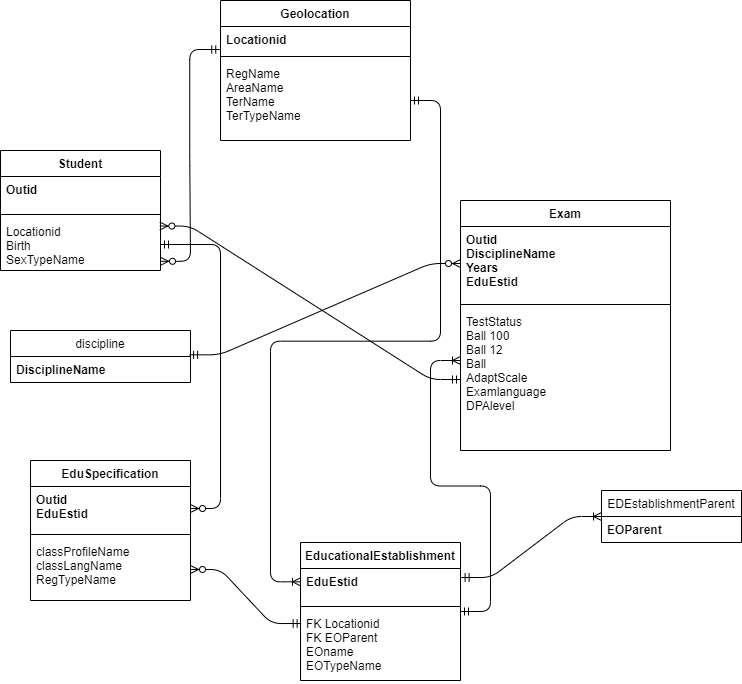 Geolocation
Locationid
RegName
AreaName
TerName
TerTypeName
Student
Outid
Locationid
Birth
SexTypeName
Exam
Outid
DisciplineName
Years
EduEstid
TestStatus
Ball 100
Ball 12
Ball
AdaptScale
Examlanguage
DPAlevel
discipline
DisciplineName
EduSpecification
Outid
EduEstid
classProfileName
classLangName
RegTypeName
EDEstablishmentParent
EOParent
EducationalEstablishment
EduEstid
FK Locationid
FK EOParent
EOname
EOTypeName